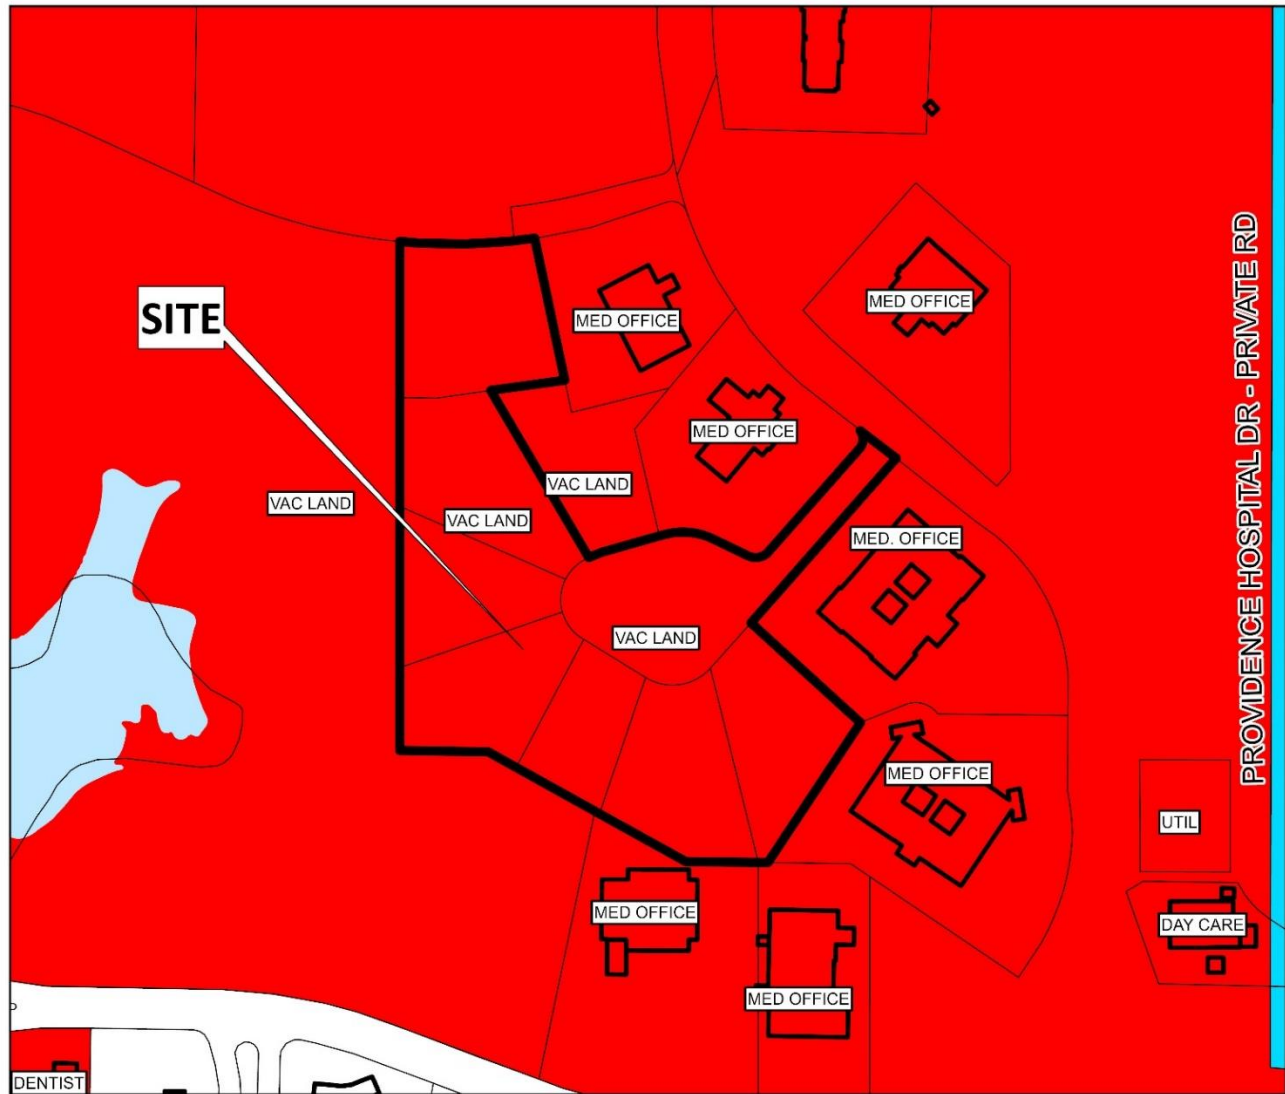 MED OFFICE
SITE
MED OFFICE
MED OFFICE
PROVIDENCE HOSPITAL DR - PRIVATE RD
VAC LAND
VAC LAND
VAC LAND
MED. OFFICE
VAC LAND
MED OFFICE
UTIL
MED OFFICE
DAY CARE
MED OFFICE
DENTIST